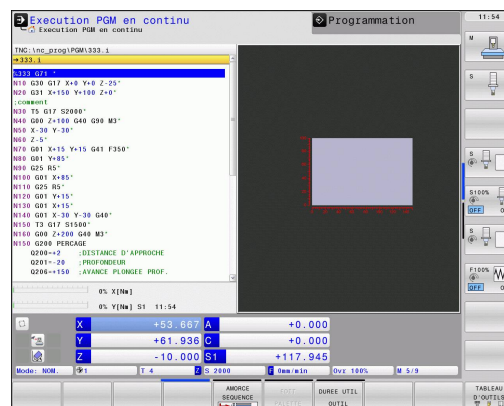 Execution PGM en continu
Execution PGM en continu
Programmation
11:54
TNC:\nc_prog\PGM\333.i
→333.i
%333 G71 *
N10 G30 G17 X+0 Y+0 Z-25*
N20 G31 X+150 Y+100 Z+0*
;comment
N30 T5 G17 S2000*
N40 G00 Z+100 G40 G90 M3*
N50 X-30 Y-30*
N60 Z-5*
N70 G01 X+15 Y+15 G41 F350*
N80 G01 Y+85*
N90 G25 R5*
N100 G01 X+85*
N110 G25 R5*
N120 G01 Y+15*
N130 G01 X+15*
N140 G01 X-30 Y-30 G40*
N150 T3 G17 S1500*
N160 G00 Z+200 G40 M3*
N150 G200 PERCAGE
Q200=+2 ;DISTANCE D'APPROCHE
Q201=-20 ;PROFONDEUR
Q206=+150 ;AVANCE PLONGEE PROF.
0% X[Nm]
0% Y[Nm] S1 11:54
X +53.667 A +0.000
Y +61.936 C +0.000
Z -10.000 S1 +117.945
Mode: NOM. 1 T 4 Z S 2000 F 0mm/min Ovr 100% M 5/9
M
S
S
S100%
OFF
S
F100%
OFF
AMORCE
SEQUENCE
DUREE UTIL
OUTIL
TABLEAU
D'OUTILS